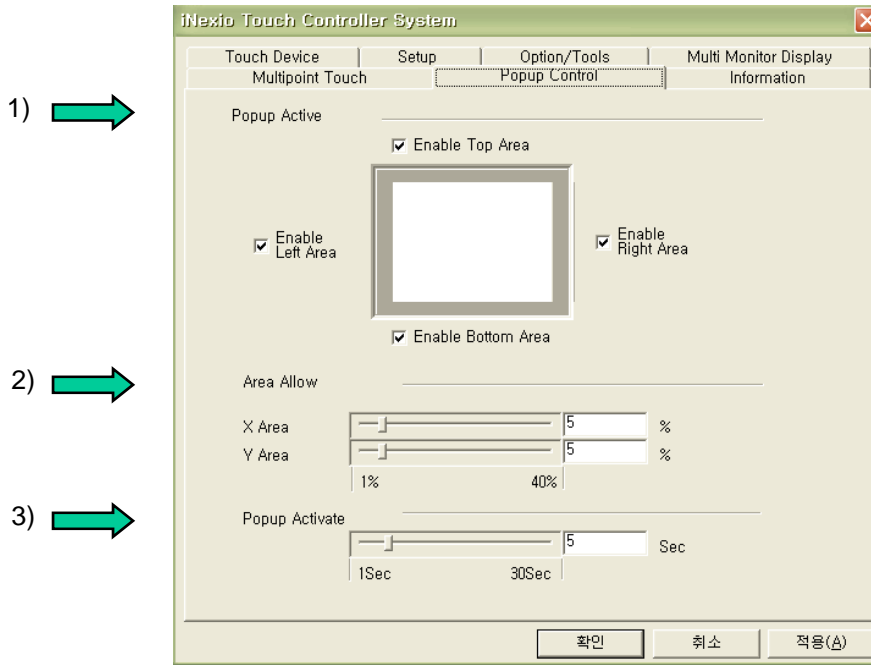 iNexio Touch Controller System
Touch Device
Setup
Option/Tools
Multi Monitor Display
Multipoint Touch
Popup Control
Information
1)
Popup Active
Enable Top Area
Enable
Left Area
Enable
Right Area
Enable Bottom Area
2)
Area Allow
X Area
5
%
Y Area
5
%
1%
40%
3)
Popup Activate
5
Sec
1Sec
30Sec
확인
취소
적용(A)